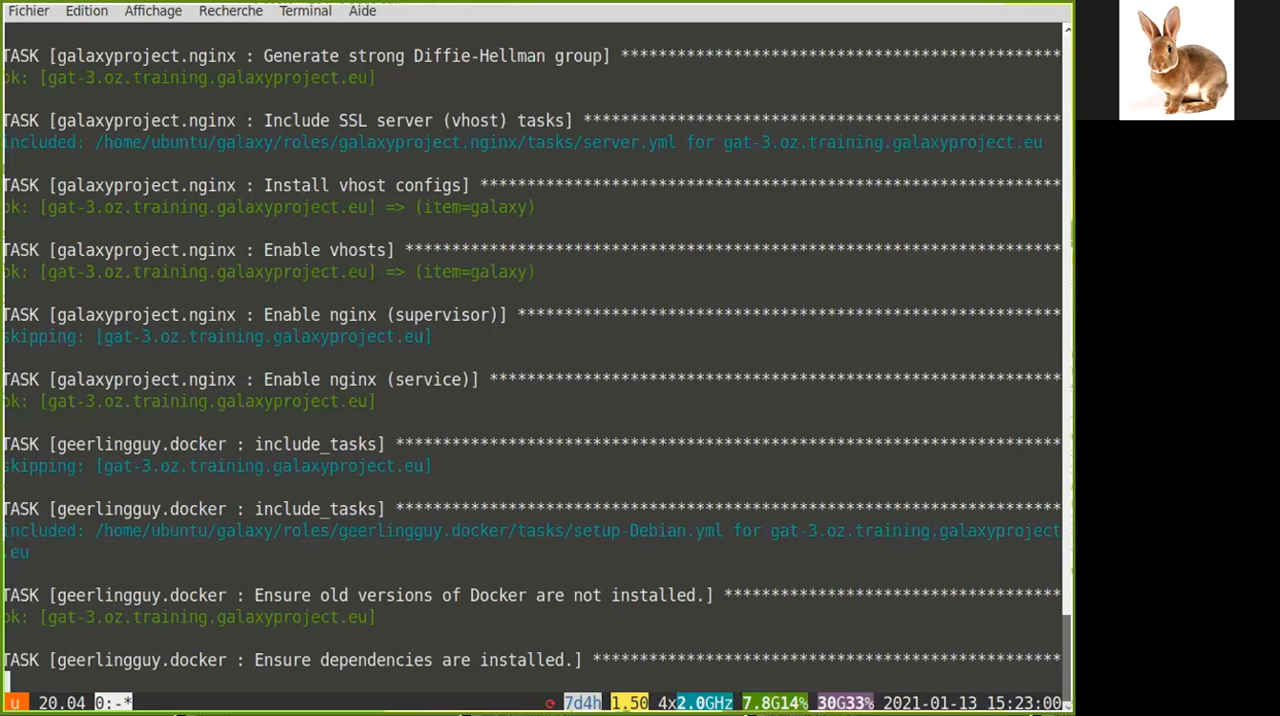 Fichier Edition Affichage Recherche Terminal Aide
TASK [galaxyproject.nginx : Generate strong Diffie-Hellman group] ***********************************************
ok: [gat-3.oz.training.galaxyproject.eu]
TASK [galaxyproject.nginx : Include SSL server (vhost) tasks] ***************************************************
included: /home/ubuntu/galaxy/roles/galaxyproject.nginx/tasks/server.yml for gat-3.oz.training.galaxyproject.eu
TASK [galaxyproject.nginx : Install vhost configs] **************************************************************
ok: [gat-3.oz.training.galaxyproject.eu] => (item=galaxy)
TASK [galaxyproject.nginx : Enable vhosts] **********************************************************************
ok: [gat-3.oz.training.galaxyproject.eu] => (item=galaxy)
TASK [galaxyproject.nginx : Enable nginx (supervisor)] **********************************************************
skipping: [gat-3.oz.training.galaxyproject.eu]
TASK [galaxyproject.nginx : Enable nginx (service)] *************************************************************
ok: [gat-3.oz.training.galaxyproject.eu]
TASK [geerlingguy.docker : include_tasks] ***********************************************************************
skipping: [gat-3.oz.training.galaxyproject.eu]
TASK [geerlingguy.docker : include_tasks] ***********************************************************************
included: /home/ubuntu/galaxy/roles/geerlingguy.docker/tasks/setup-Debian.yml for gat-3.oz.training.galaxyproject
.eu
TASK [geerlingguy.docker : Ensure old versions of Docker are not installed.] ************************************
ok: [gat-3.oz.training.galaxyproject.eu]
TASK [geerlingguy.docker : Ensure dependencies are installed.] **************************************************
u 20.04 0:-* 7d4h 1.50 4x2.0GHz 7.8G14% 30G33% 2021-01-13 15:23:00